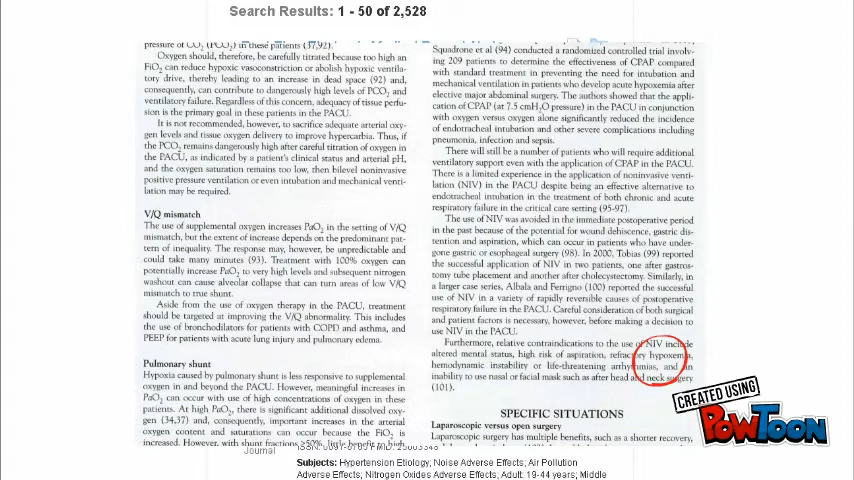 Search Results: 1 - 50 of 2,528
pressure of CO2 (PCO2) in these patients (37,92).
Oxygen should, therefore, be carefully titrated because too high an
FiO2 can reduce hypoxic vasoconstriction or abolish hypoxic ventila-
tory drive, thereby leading to an increase in dead space (92) and,
consequently, can contribute to dangerously high levels of PCO2 and
ventilatory failure. Regardless of this concern, adequacy of tissue perfu-
sion is the primary goal in these patients in the PACU.
It is not recommended, however, to sacrifice adequate arterial oxy-
gen levels and tissue oxygen delivery to improve hypercarbia. Thus, if
the PCO2 remains dangerously high after careful titration of oxygen in
the PACU, as indicated by a patient's clinical status and arterial pH,
and the oxygen saturation remains too low, then bilevel noninvasive
positive pressure ventilation or even intubation and mechanical venti-
lation may be required.
V/Q mismatch
The use of supplemental oxygen increases PaO2 in the setting of V/Q
mismatch, but the extent of increase depends on the predominant pat-
tern of inequality. The response may, however, be unpredictable and
could take many minutes (93). Treatment with 100% oxygen can
potentially increase PaO2 to very high levels and subsequent nitrogen
washout can cause alveolar collapse that can turn areas of low V/Q
mismatch to true shunt.
Aside from the use of oxygen therapy in the PACU, treatment
should be targeted at improving the V/Q abnormality. This includes
the use of bronchodilators for patients with COPD and asthma, and
PEEP for patients with acute lung injury and pulmonary edema.
Pulmonary shunt
Hypoxia caused by pulmonary shunt is less responsive to supplemental
oxygen in and beyond the PACU. However, meaningful increases in
PaO2 can occur with use of high concentrations of oxygen in these
patients. At high PaO2, there is significant additional dissolved oxy-
gen (34,37) and, consequently, important increases in the arterial
oxygen content and saturations can occur because the FiO2 is
increased. However, with shunt fractions ≥50%, little benefit to high
Squadrone et al (94) conducted a randomized controlled trial involv-
ing 209 patients to determine the effectiveness of CPAP compared
with standard treatment in preventing the need for intubation and
mechanical ventilation in patients who develop acute hypoxemia after
elective major abdominal surgery. The authors showed that the appli-
cation of CPAP (at 7.5 cmH2O pressure) in the PACU in conjunction
with oxygen versus oxygen alone significantly reduced the incidence
of endotracheal intubation and other severe complications including
pneumonia, infection and sepsis.
There will still be a number of patients who will require additional
ventilatory support even with the application of CPAP in the PACU.
There is a limited experience in the application of noninvasive venti-
lation (NIV) in the PACU despite being an effective alternative to
endotracheal intubation in the treatment of both chronic and acute
respiratory failure in the critical care setting (95-97).
The use of NIV was avoided in the immediate postoperative period
in the past because of the potential for wound dehiscence, gastric dis-
tention and aspiration, which can occur in patients who have under-
gone gastric or esophageal surgery (98). In 2000, Tobias (99) reported
the successful application of NIV in two patients, one after gastros-
tomy tube placement and another after cholecystectomy. Similarly, in
a larger case series, Albala and Ferrigno (100) reported the successful
use of NIV in a variety of rapidly reversible causes of postoperative
respiratory failure in the PACU. Careful consideration of both surgical
and patient factors is necessary, however, before making a decision to
use NIV in the PACU.
Furthermore, relative contraindications to the use of NIV include
altered mental status, high risk of aspiration, refractory hypoxemia,
hemodynamic instability or life-threatening arrhythmias, and an
inability to use nasal or facial mask such as after head and neck surgery
(101).
SPECIFIC SITUATIONS
Laparoscopic versus open surgery
Laparoscopic surgery has multiple benefits, such as a shorter recovery,
Journal
Subjects: Hypertension Etiology; Noise Adverse Effects; Air Pollution
Adverse Effects; Nitrogen Oxides Adverse Effects; Adult: 19-44 years; Middle
CREATED USING
PowToon